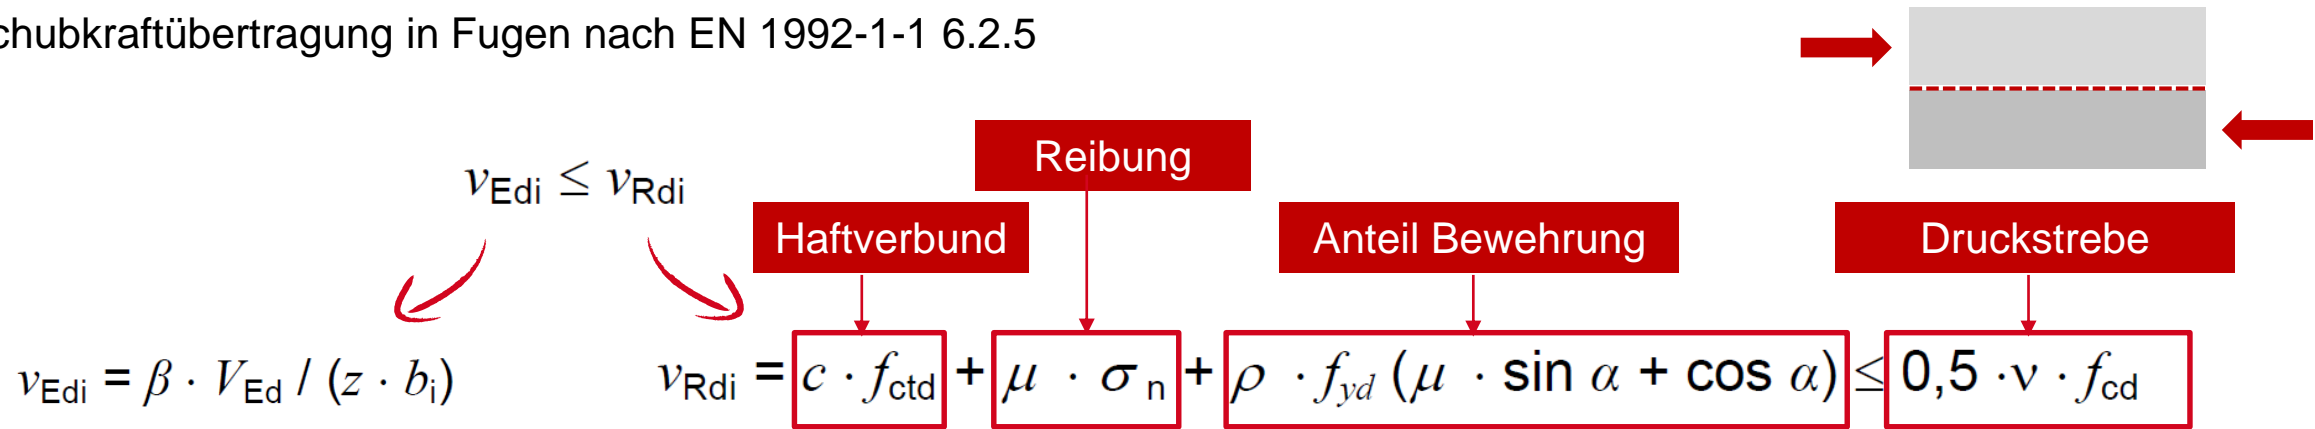 chubkraftübertragung in Fugen nach EN 1992-1-1 6.2.5
Reibung
vEdi ≤ vRdi
Haftverbund
Anteil Bewehrung
Druckstrebe
vEdi = β · VEd / (z · bi)
vRdi = c · fctd + μ · σn + ρ · fyd (μ · sin α + cos α) ≤ 0,5 · ν · fcd